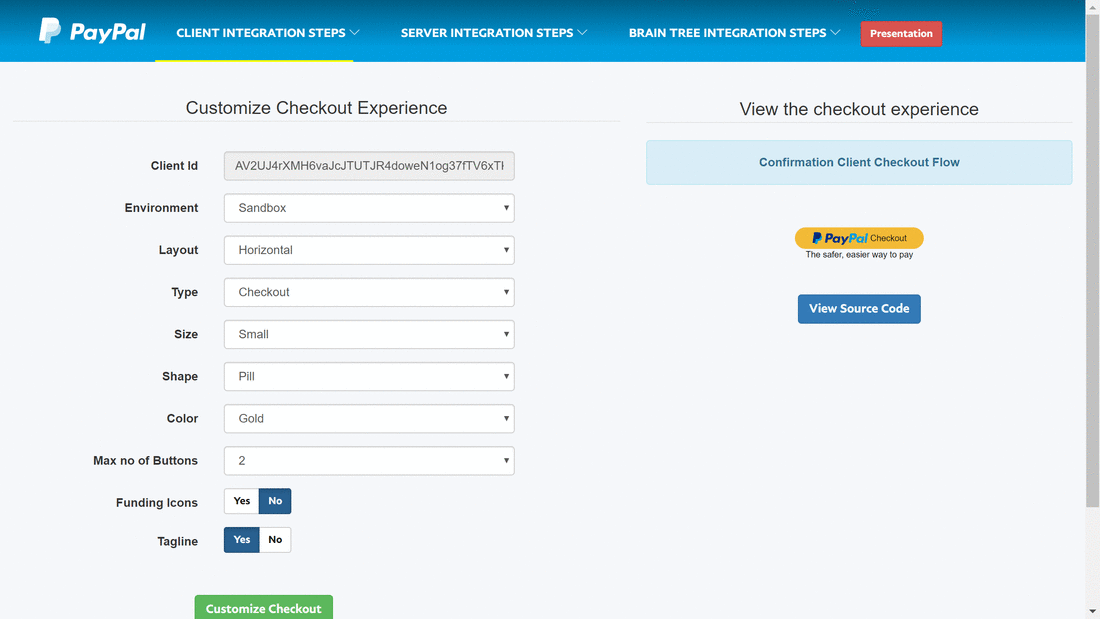 PayPal CLIENT INTEGRATION STEPS SERVER INTEGRATION STEPS BRAIN TREE INTEGRATION STEPS Presentation
Customize Checkout Experience
Client Id AV2UJ4rXMH6vaJcJTUTJR4doweN1og37fTV6xTH
Environment Sandbox
Layout Horizontal
Type Checkout
Size Small
Shape Pill
Color Gold
Max no of Buttons 2
Funding Icons Yes No
Tagline Yes No
Customize Checkout
View the checkout experience
Confirmation Client Checkout Flow
PayPal Checkout
The safer, easier way to pay
View Source Code